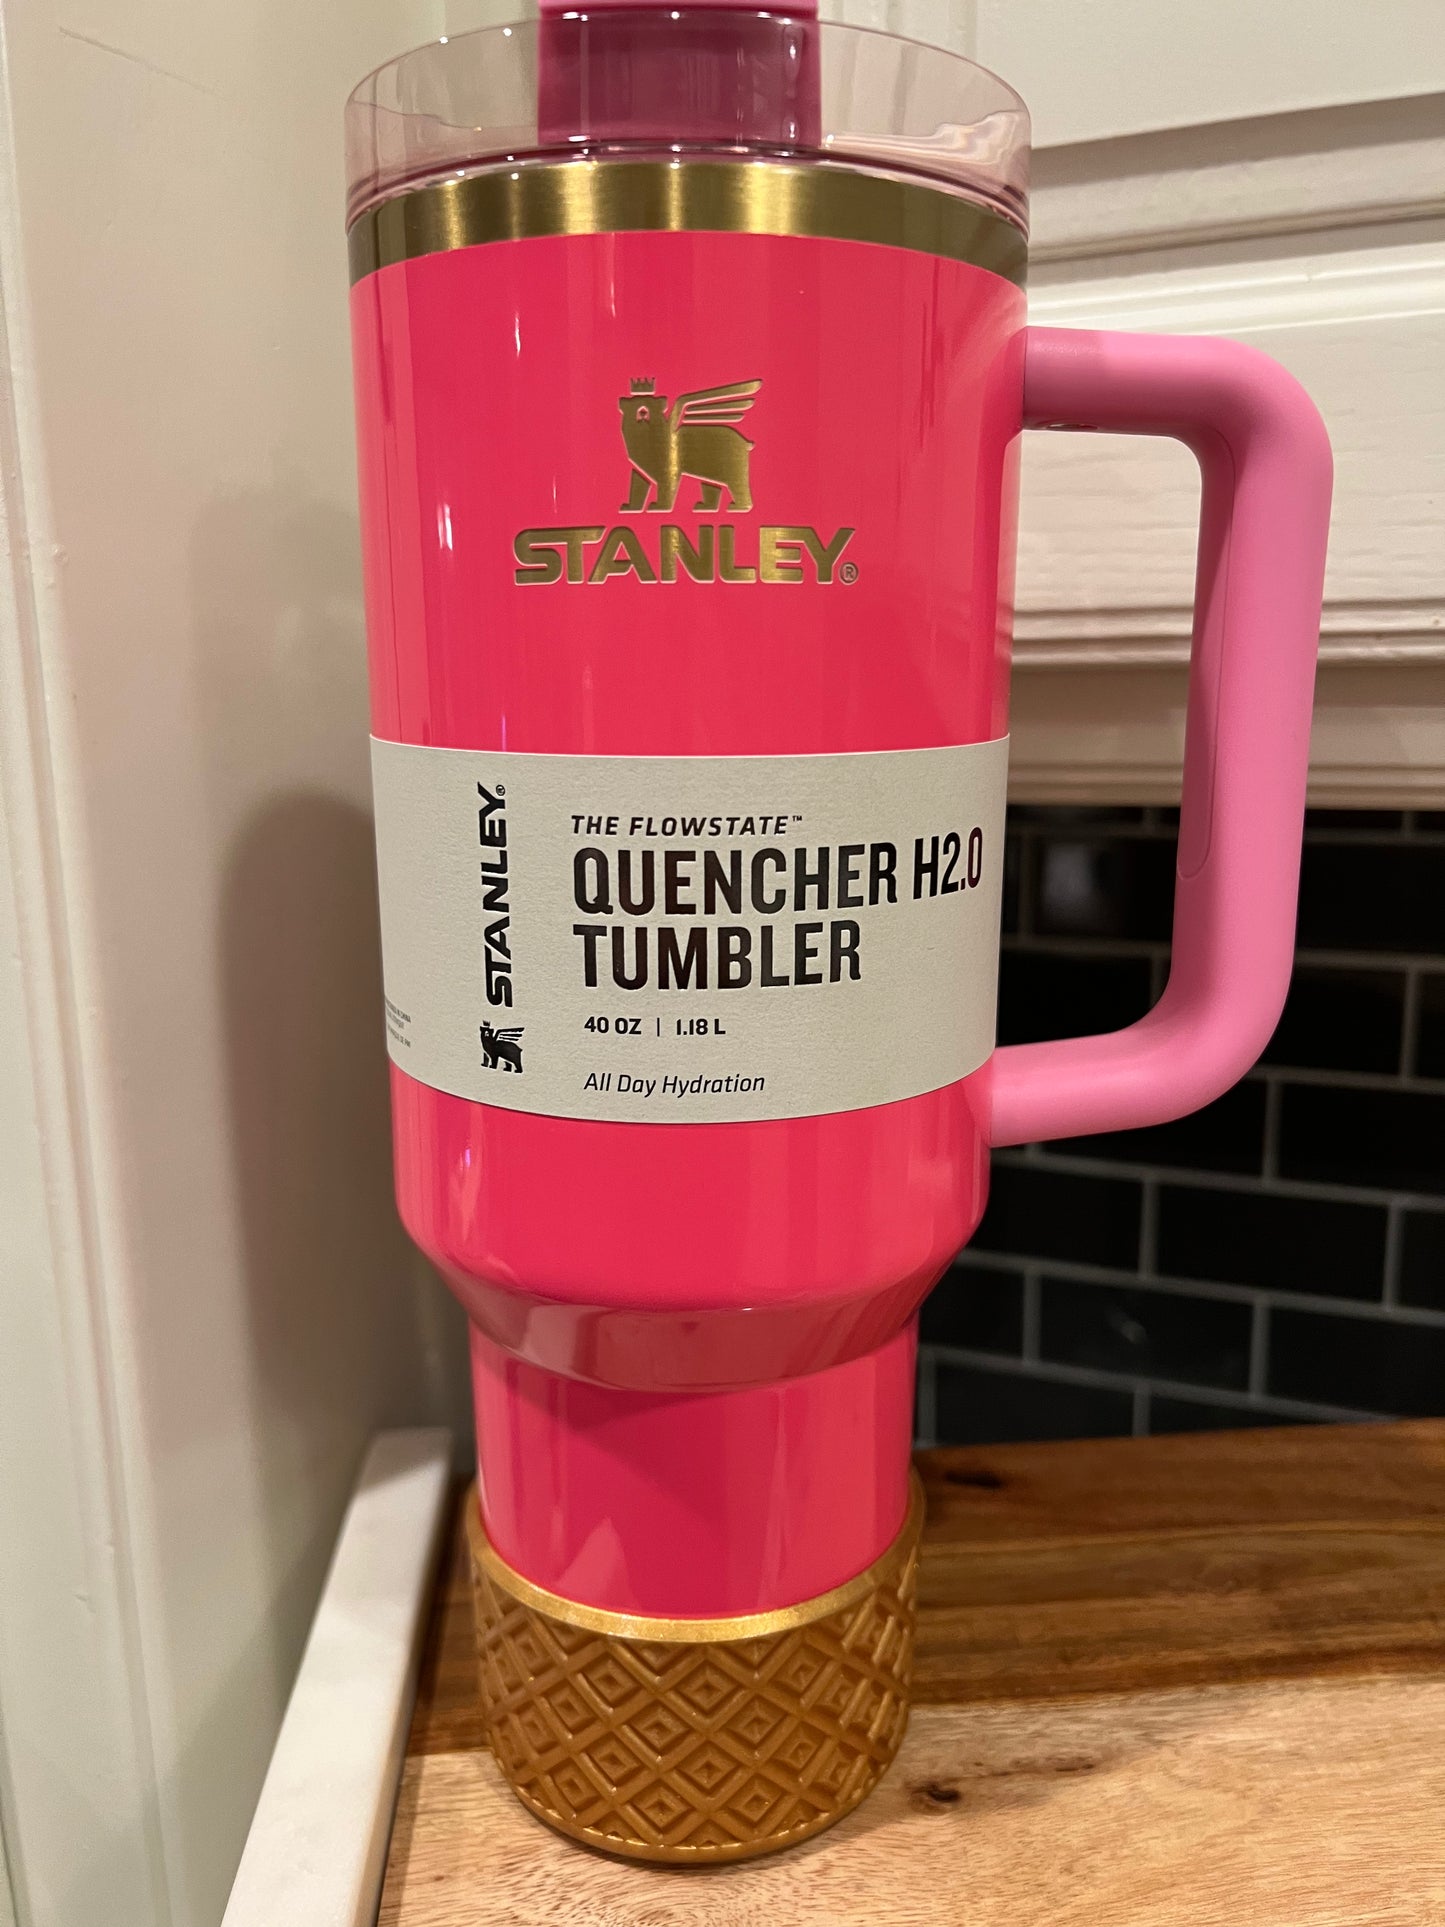 STANLEY®
STANLEY®
THE FLOWSTATE™
QUENCHER H2.0
TUMBLER
40 OZ | 1.18 L
All Day Hydration